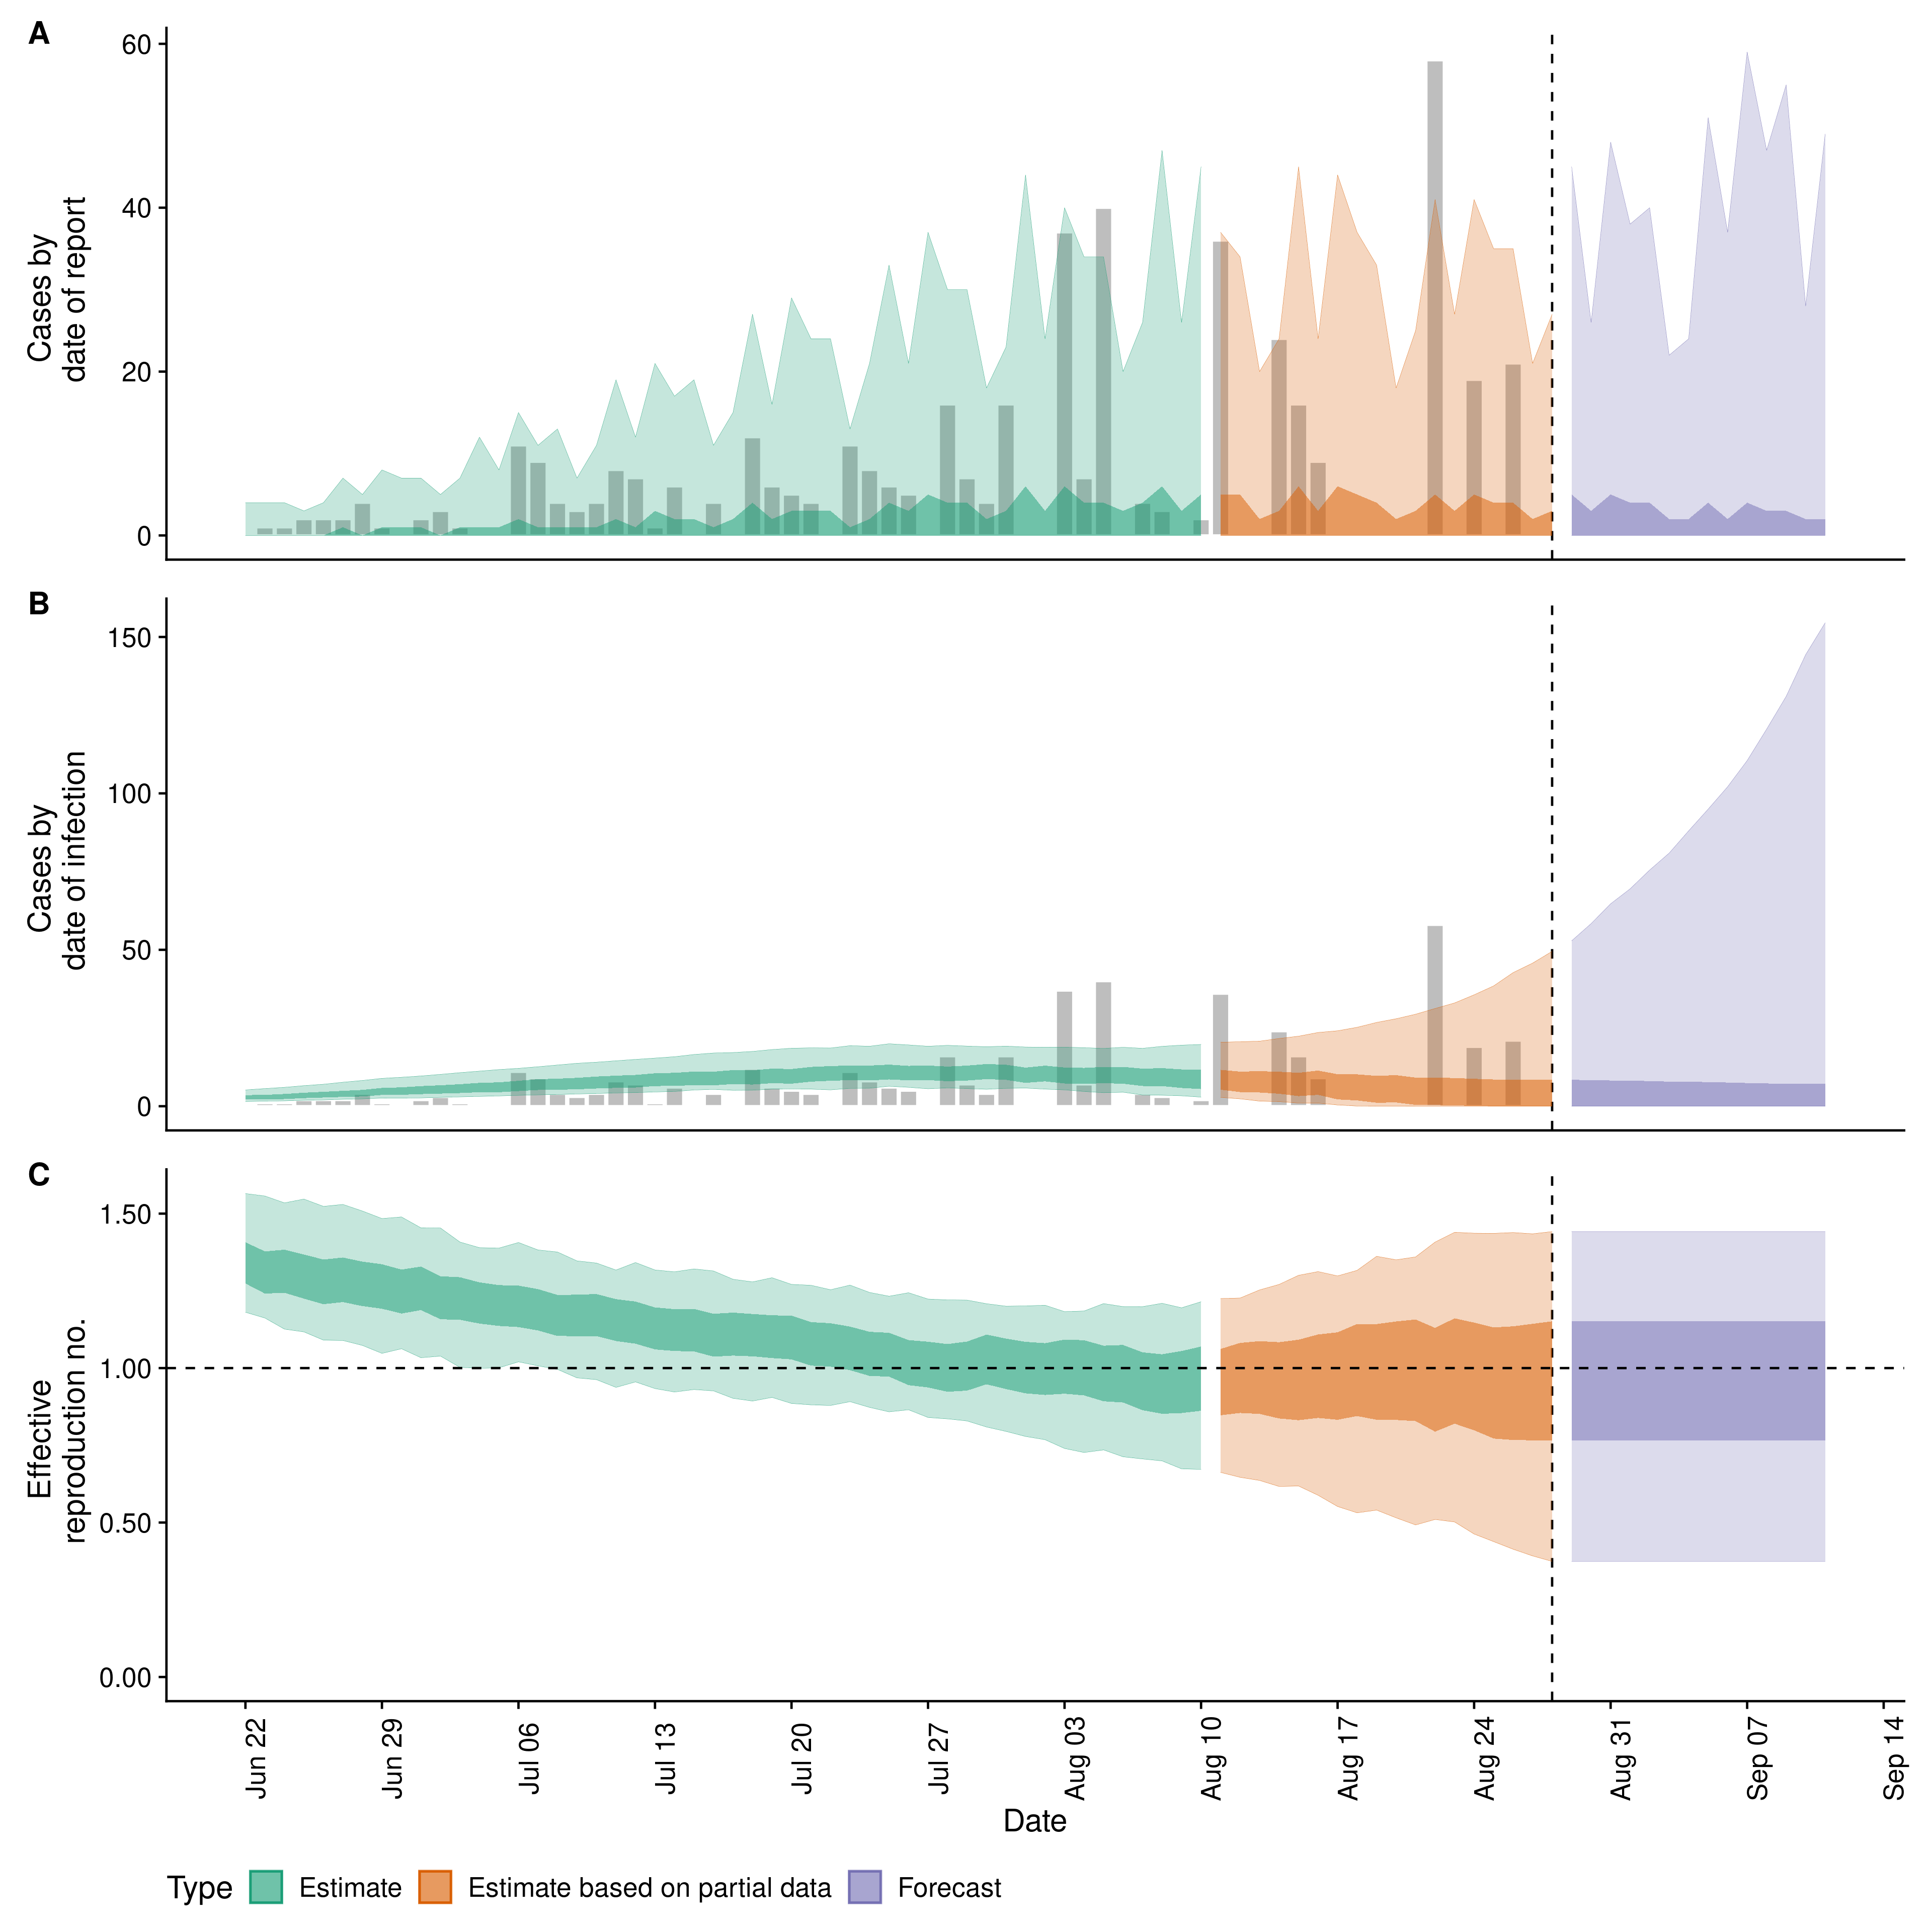 A
60
40
20
0
Cases by
date of report
B
150
100
50
0
Cases by
date of infection
C
1.50
1.00
0.50
0.00
Effective
reproduction no.
Jun 22
Jun 29
Jul 06
Jul 13
Jul 20
Jul 27
Aug 03
Aug 10
Aug 17
Aug 24
Aug 31
Sep 07
Sep 14
Date
Type Estimate Estimate based on partial data Forecast